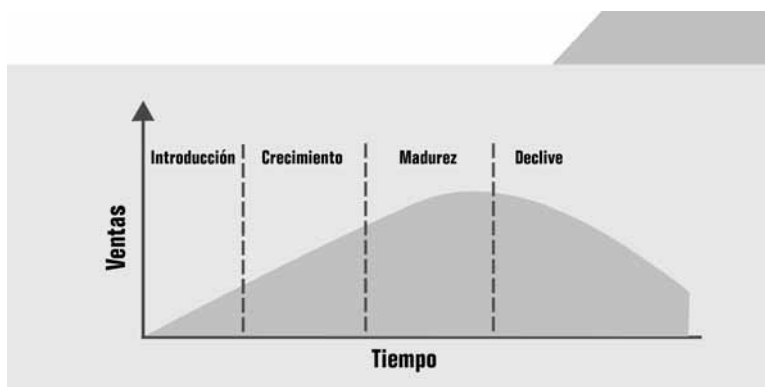 Introducción
Crecimiento
Madurez
Declive
Ventas
Tiempo